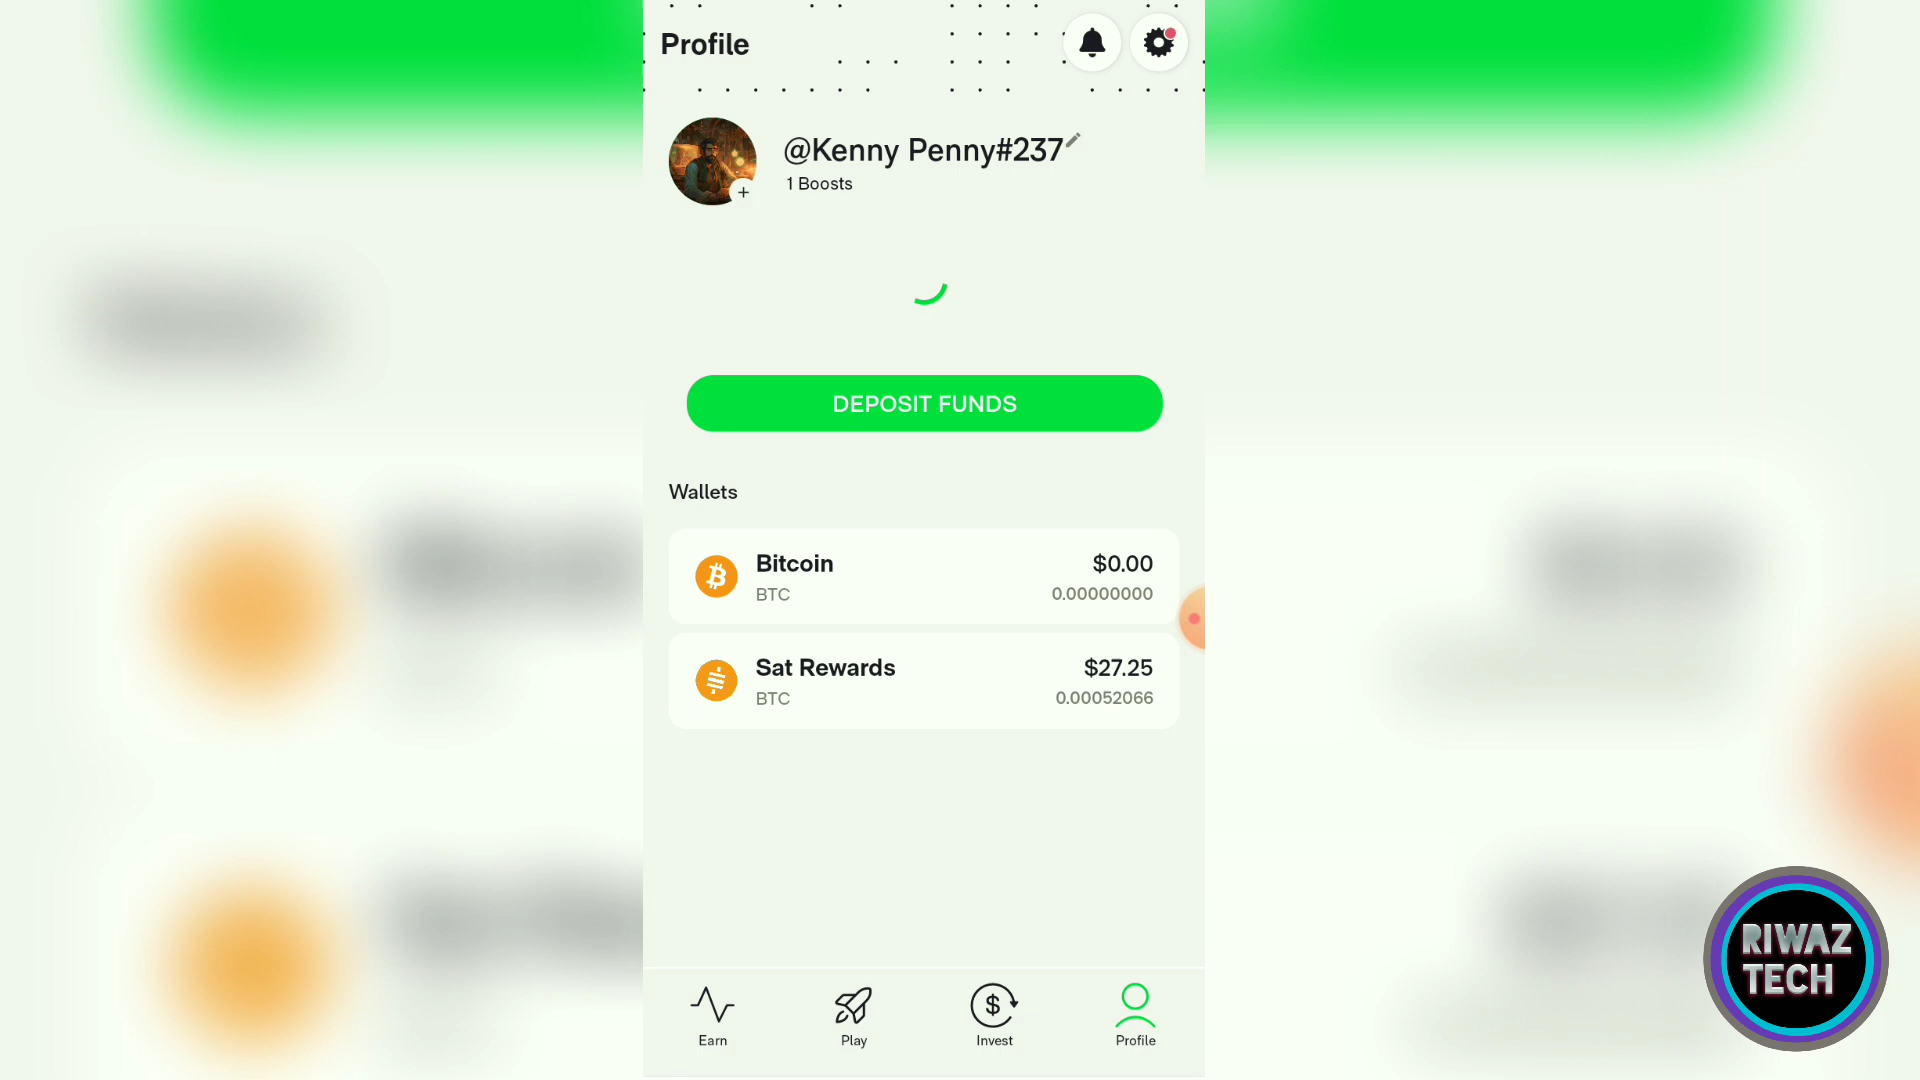 Profile
@Kenny Penny#237
1 Boosts
DEPOSIT FUNDS
Wallets
Bitcoin
$0.00
BTC
0.00000000
Sat Rewards
$27.25
BTC
0.00052066
Earn
Play
Invest
Profile
RIWAZ
TECH